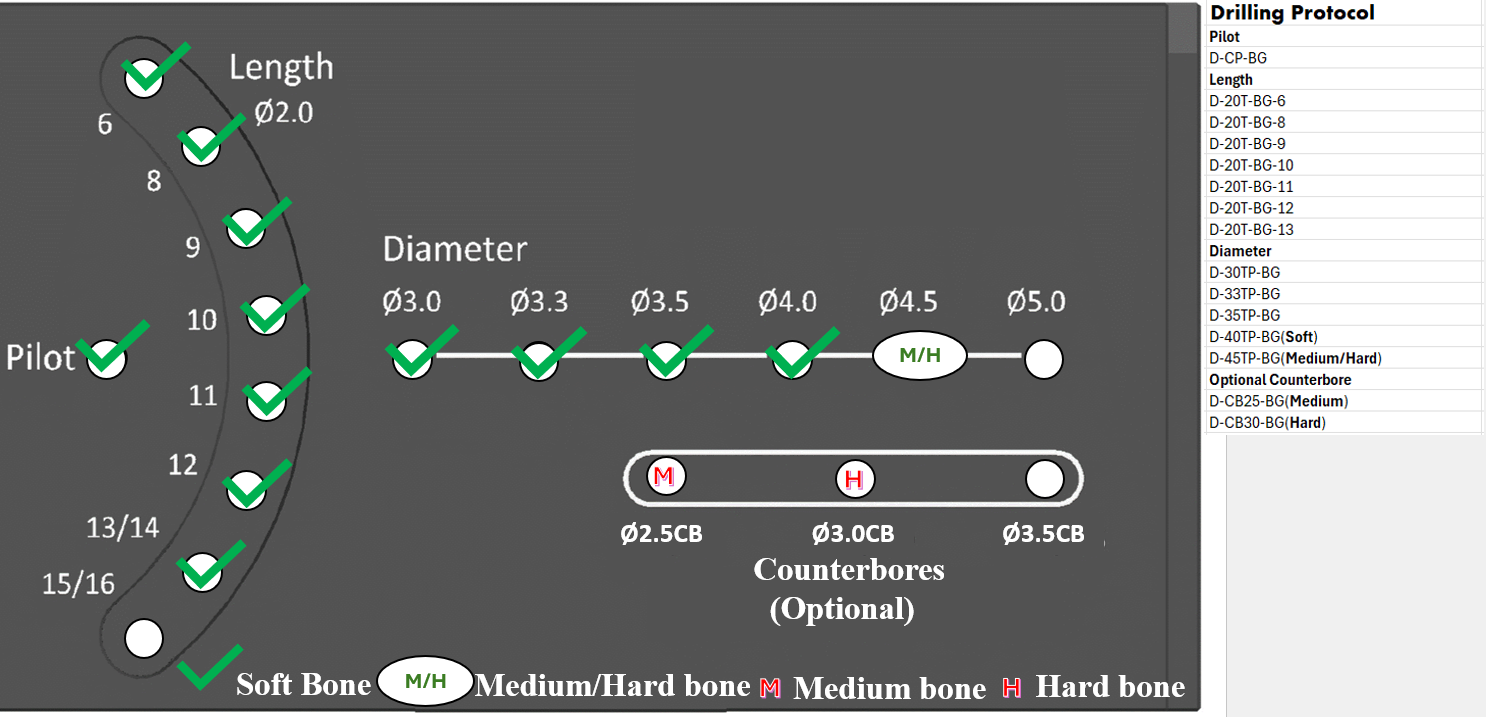 Length
Ø2.0
6
8
9
10
Pilot
11
12
13/14
15/16
Diameter
Ø3.0 Ø3.3 Ø3.5 Ø4.0 Ø4.5 Ø5.0
M/H
M H
Ø2.5CB Ø3.0CB Ø3.5CB
Counterbores
(Optional)
Soft Bone M/H Medium/Hard bone M Medium bone H Hard bone
Drilling Protocol
Pilot
D-CP-BG
Length
D-20T-BG-6
D-20T-BG-8
D-20T-BG-9
D-20T-BG-10
D-20T-BG-11
D-20T-BG-12
D-20T-BG-13
Diameter
D-30TP-BG
D-33TP-BG
D-35TP-BG
D-40TP-BG(Soft)
D-45TP-BG(Medium/Hard)
Optional Counterbore
D-CB25-BG(Medium)
D-CB30-BG(Hard)